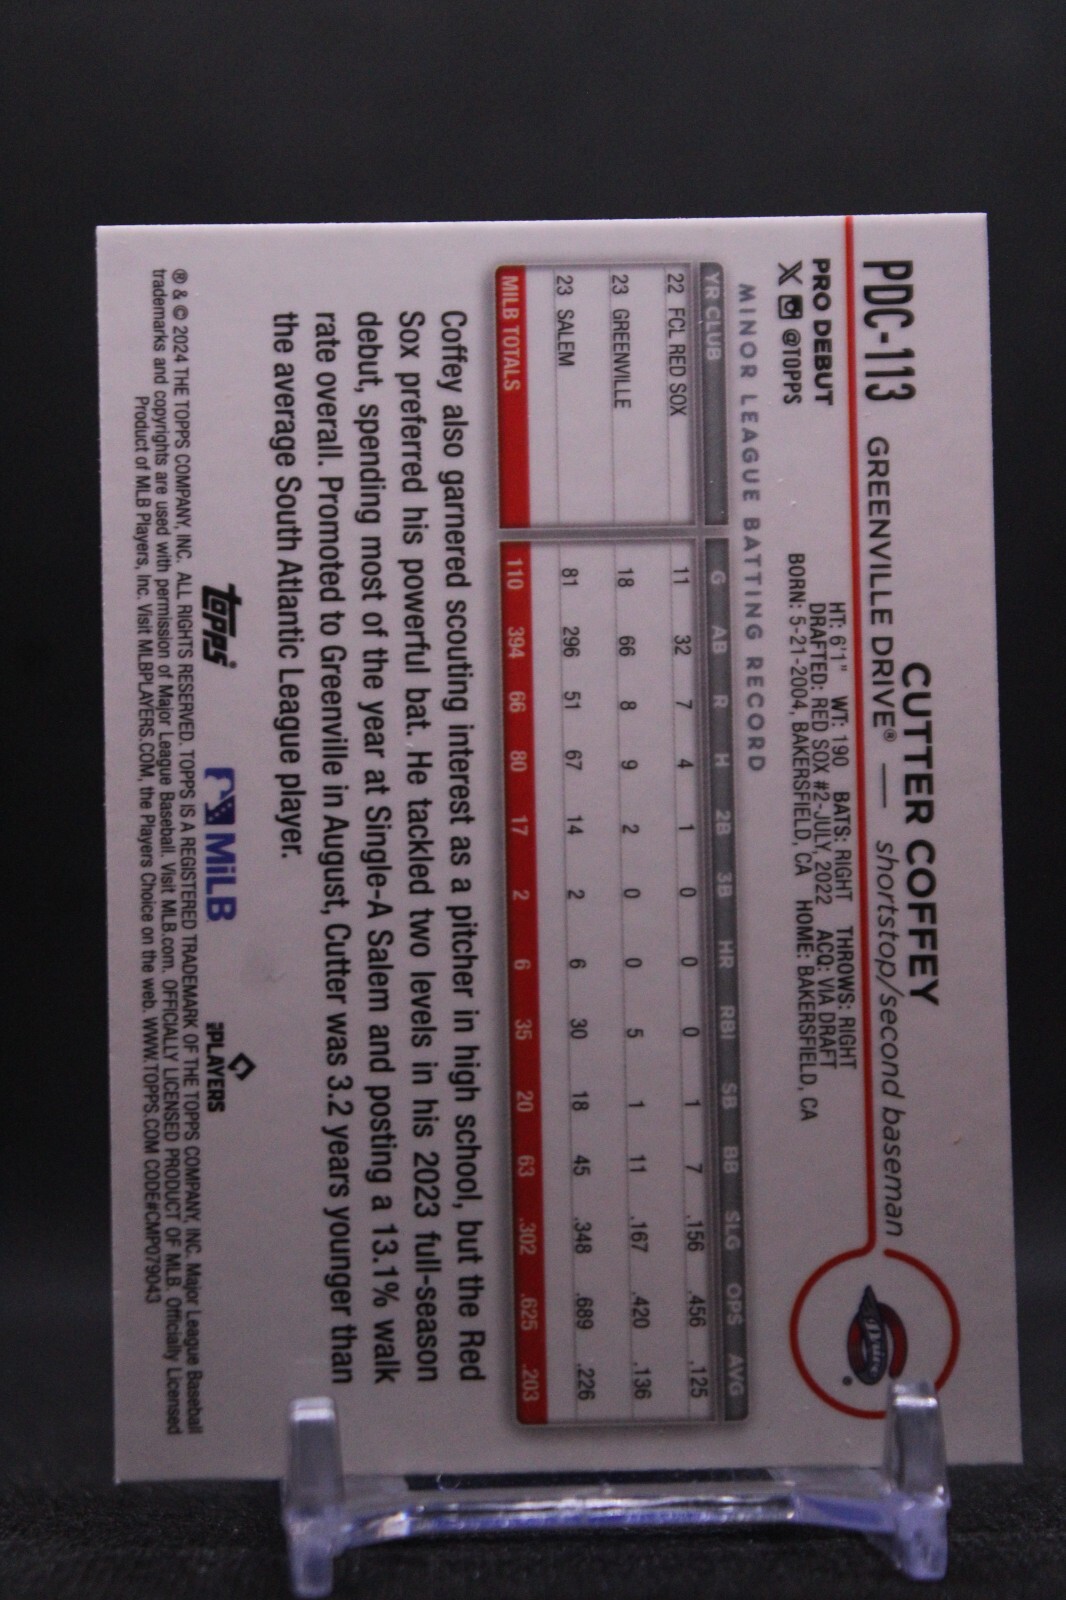 PDC-113
CUTTER COFFEY
GREENVILLE DRIVE® — shortstop/second baseman
PRO DEBUT
@TOPPS
HT: 6'1" WT: 190 BATS: RIGHT THROWS: RIGHT
DRAFTED: RED SOX #2-JULY, 2022 ACQ: VIA DRAFT
BORN: 5-21-2004, BAKERSFIELD, CA HOME: BAKERSFIELD, CA
Drive
MINOR LEAGUE BATTING RECORD
YR CLUB G AB R H 2B 3B HR RBI SB BB SLG OPS AVG
22 FCL RED SOX 11 32 7 4 1 0 0 0 1 7 .156 .456 .125
23 GREENVILLE 18 66 8 9 2 0 0 5 1 11 .167 .420 .136
23 SALEM 81 296 51 67 14 2 6 30 18 45 .348 .689 .226
MILB TOTALS 110 394 66 80 17 2 6 35 20 63 .302 .625 .203
Coffey also garnered scouting interest as a pitcher in high school, but the Red
Sox preferred his powerful bat. He tackled two levels in his 2023 full-season
debut, spending most of the year at Single-A Salem and posting a 13.1% walk
rate overall. Promoted to Greenville in August, Cutter was 3.2 years younger than
the average South Atlantic League player.
topps® MiLB PLAYERS
® & © 2024 THE TOPPS COMPANY, INC. ALL RIGHTS RESERVED. TOPPS IS A REGISTERED TRADEMARK OF THE TOPPS COMPANY, INC. Major League Baseball
trademarks and copyrights are used with permission of Major League Baseball. Visit MLB.com. OFFICIALLY LICENSED PRODUCT OF MLB. Officially Licensed
Product of MLB Players, Inc. Visit MLBPLAYERS.COM, the Players Choice on the web. WWW.TOPPS.COM CODE#CMP079043